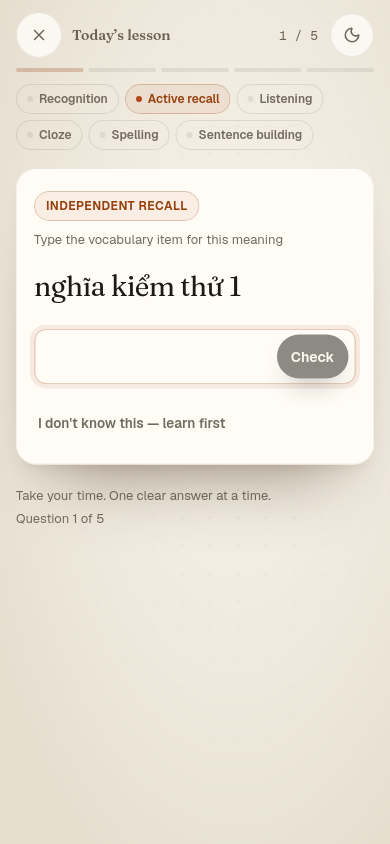 Today's lesson
1 / 5
Recognition
Active recall
Listening
Cloze
Spelling
Sentence building
INDEPENDENT RECALL
Type the vocabulary item for this meaning
nghĩa kiểm thử 1
Check
I don't know this — learn first
Take your time. One clear answer at a time.
Question 1 of 5